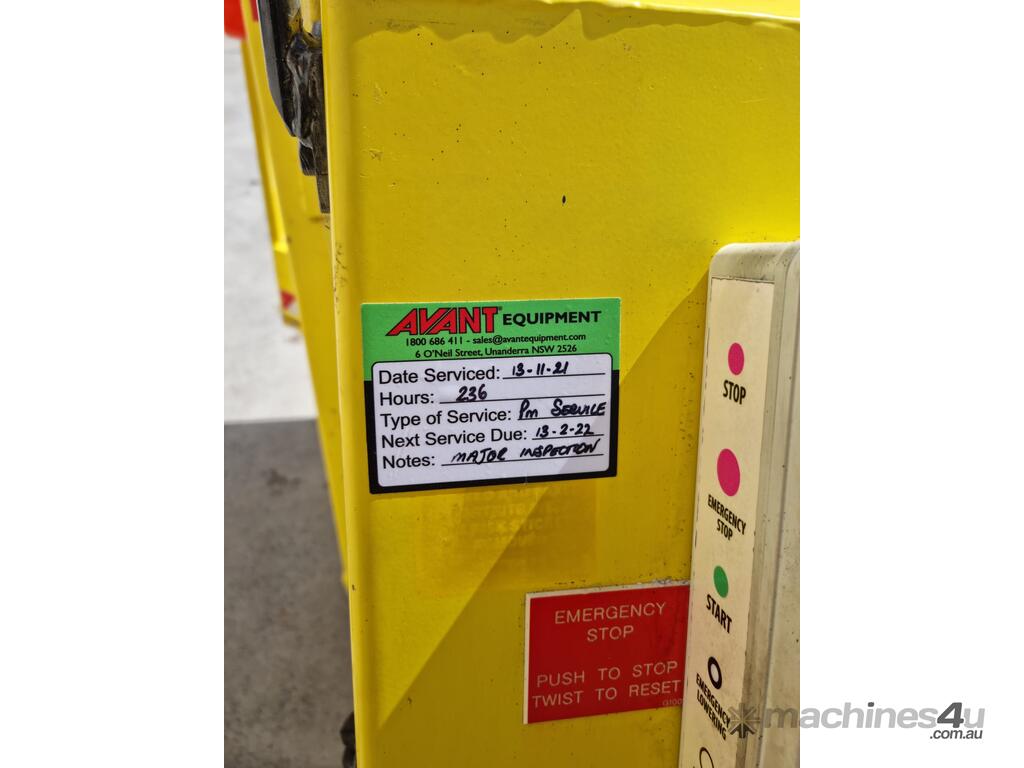 AVANT® EQUIPMENT
1800 686 411 - sales@avantequipment.com
6 O'Neil Street, Unanderra NSW 2526
Date Serviced: 13-11-21
Hours: 236
Type of Service: Pm SERVICE
Next Service Due: 13-2-22
Notes: MAJOR INSPECTION
STOP
EMERGENCY
STOP
START
EMERGENCY
LOWERING
EMERGENCY
STOP
PUSH TO STOP
TWIST TO RESET
machines4u
.com.au